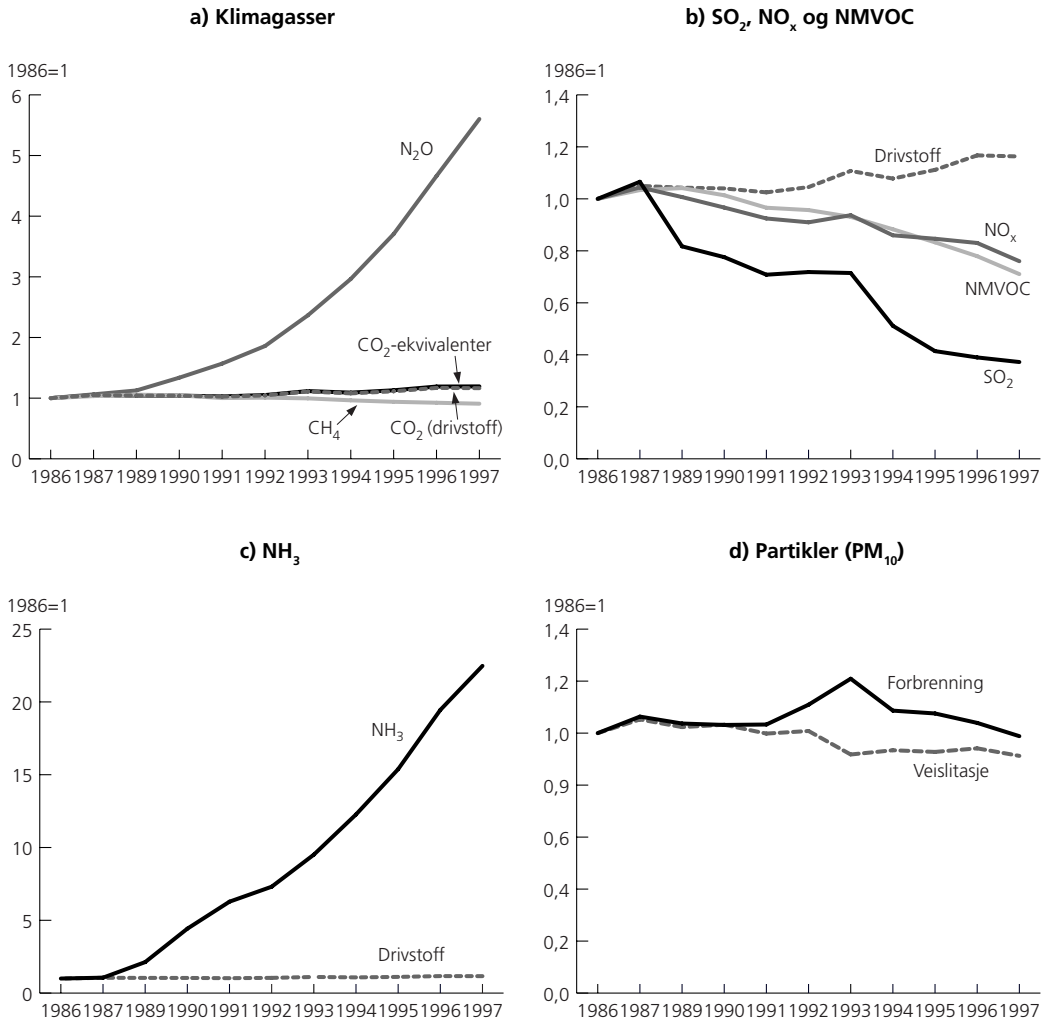 a) Klimagasser
1986=1
6
5
4
3
2
1
0
N₂O
CO₂-ekvivalenter
CH₄
CO₂ (drivstoff)
1986 1987 1989 1990 1991 1992 1993 1994 1995 1996 1997
b) SO₂, NOₓ og NMVOC
1986=1
1,4
1,2
1,0
0,8
0,6
0,4
0,2
0,0
Drivstoff
NOₓ
NMVOC
SO₂
1986 1987 1989 1990 1991 1992 1993 1994 1995 1996 1997
c) NH₃
1986=1
25
20
15
10
5
0
NH₃
Drivstoff
1986 1987 1989 1990 1991 1992 1993 1994 1995 1996 1997
d) Partikler (PM₁₀)
1986=1
1,4
1,2
1,0
0,9
0,8
0,6
0,4
0,2
0,0
Forbrenning
Veislitasje
1986 1987 1989 1990 1991 1992 1993 1994 1995 1996 1997